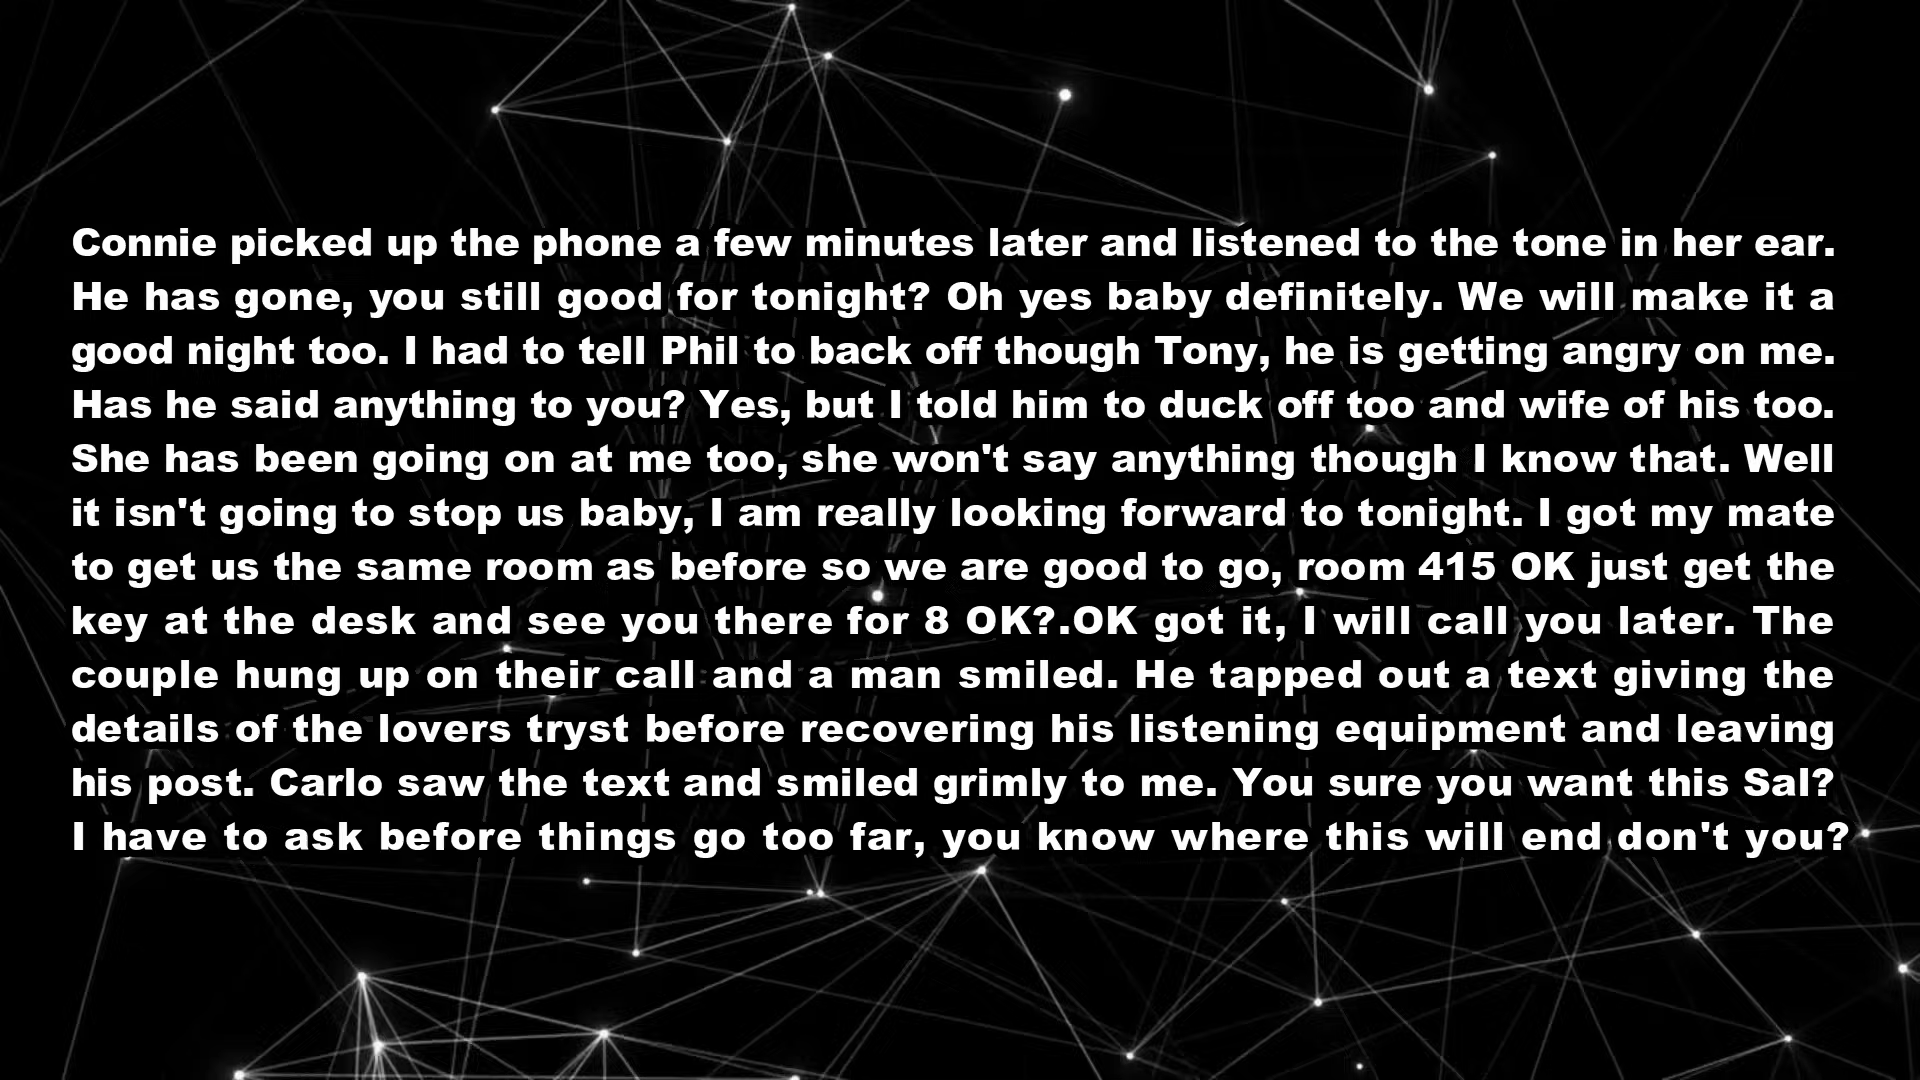 Connie picked up the phone a few minutes later and listened to the tone in her ear.
He has gone, you still good for tonight? Oh yes baby definitely. We will make it a
good night too. I had to tell Phil to back off though Tony, he is getting angry on me.
Has he said anything to you? Yes, but I told him to duck off too and wife of his too.
She has been going on at me too, she won't say anything though I know that. Well
it isn't going to stop us baby, I am really looking forward to tonight. I got my mate
to get us the same room as before so we are good to go, room 415 OK just get the
key at the desk and see you there for 8 OK?.OK got it, I will call you later. The
couple hung up on their call and a man smiled. He tapped out a text giving the
details of the lovers tryst before recovering his listening equipment and leaving
his post. Carlo saw the text and smiled grimly to me. You sure you want this Sal?
I have to ask before things go too far, you know where this will end don't you?